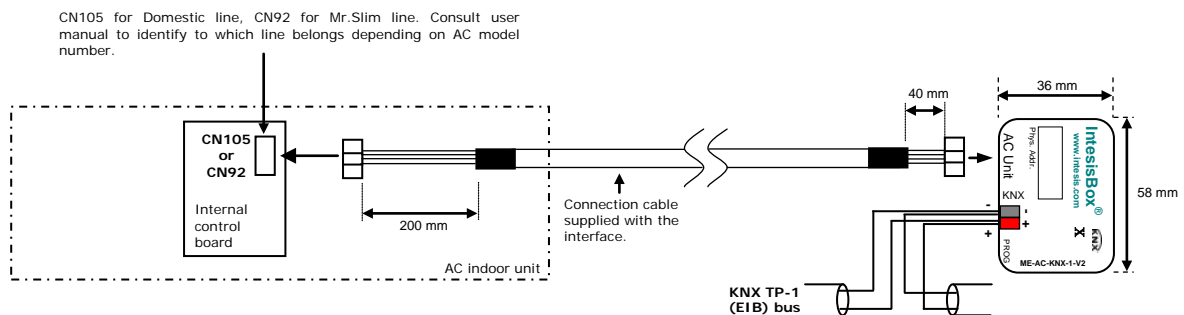 CN105 for Domestic line, CN92 for Mr.Slim line. Consult user
manual to identify to which line belongs depending on AC model
number.
36 mm
40 mm
CN105
or
CN92
Internal
control
board
200 mm
AC indoor unit
Connection cable
supplied with the
interface.
IntesisBox®
www.intesis.com
Phys. Addr.
AC Unit
KNX
-
-
+
+
PROG
KNX
X
ME-AC-KNX-1-V2
58 mm
KNX TP-1
(EIB) bus